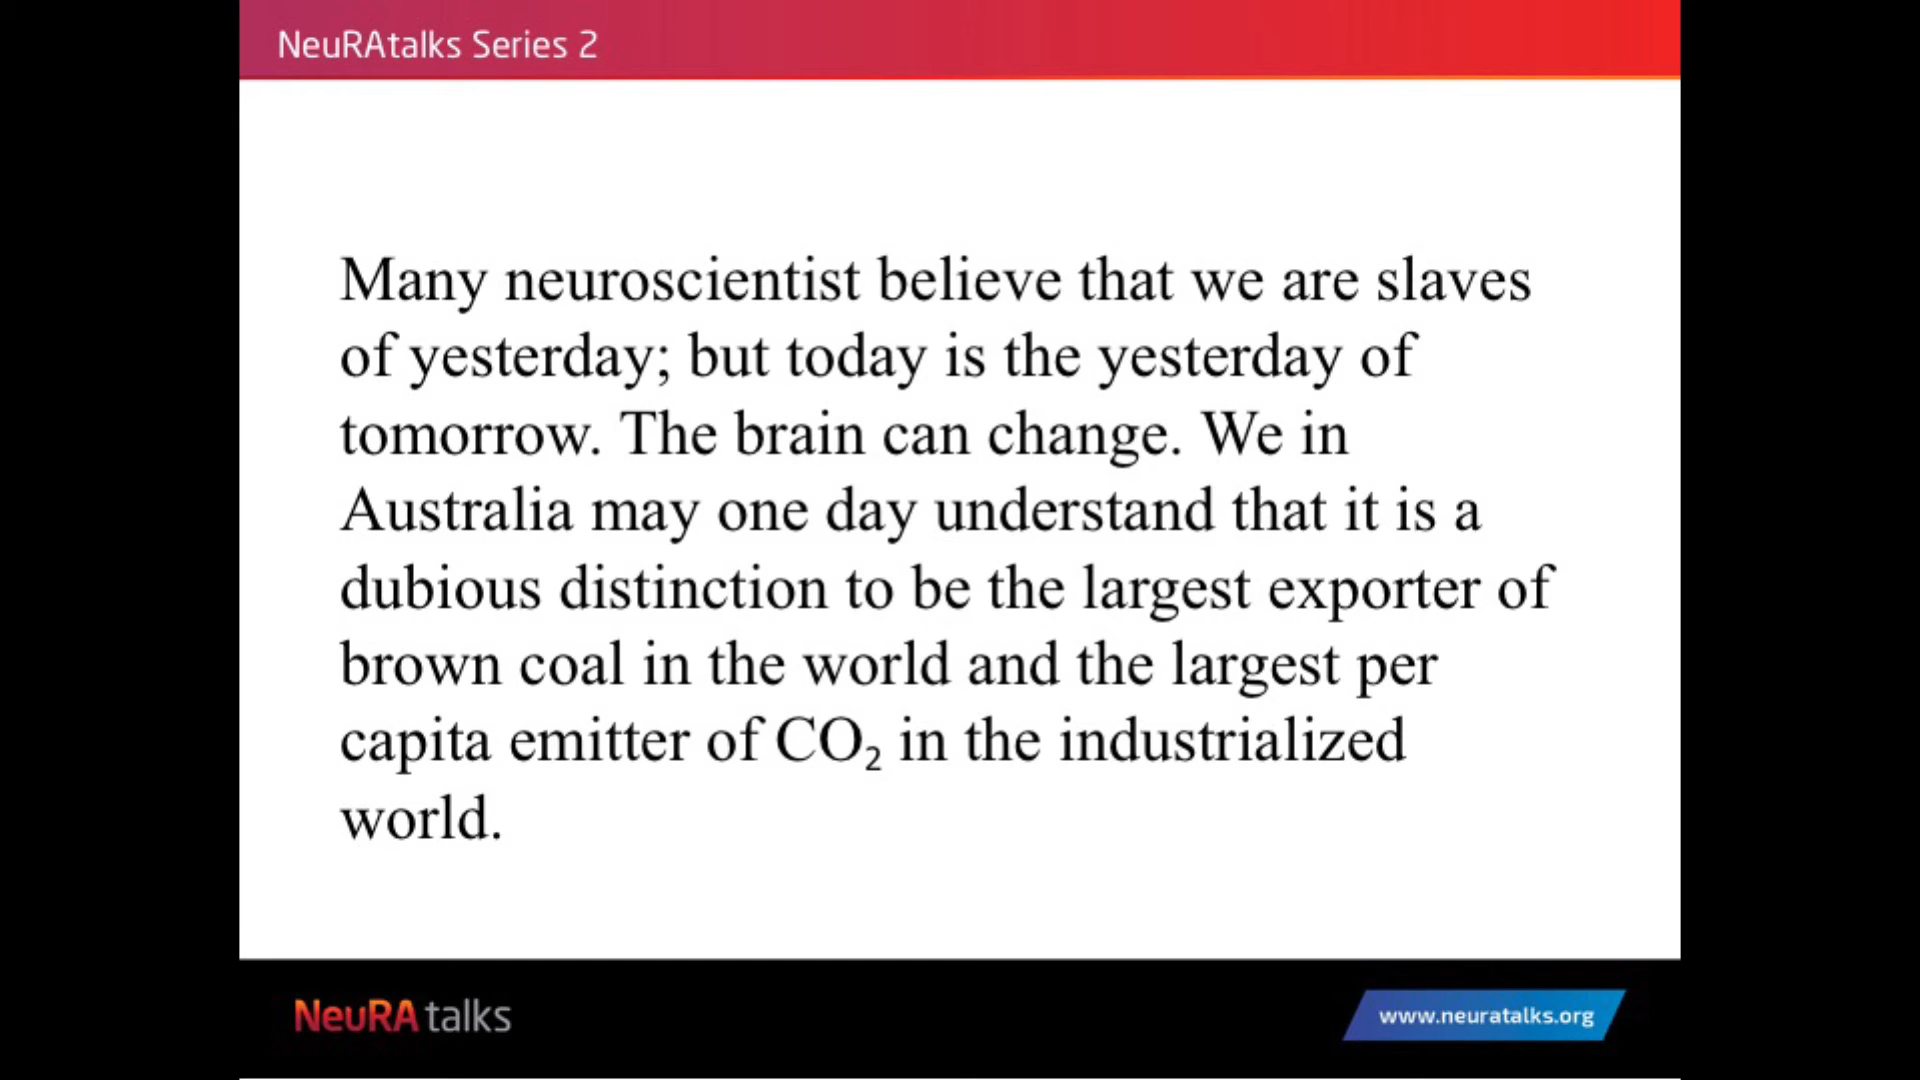 NeuRAtalks Series 2
Many neuroscientist believe that we are slaves
of yesterday; but today is the yesterday of
tomorrow. The brain can change. We in
Australia may one day understand that it is a
dubious distinction to be the largest exporter of
brown coal in the world and the largest per
capita emitter of CO₂ in the industrialized
world.
NeuRA talks
www.neuratalks.org